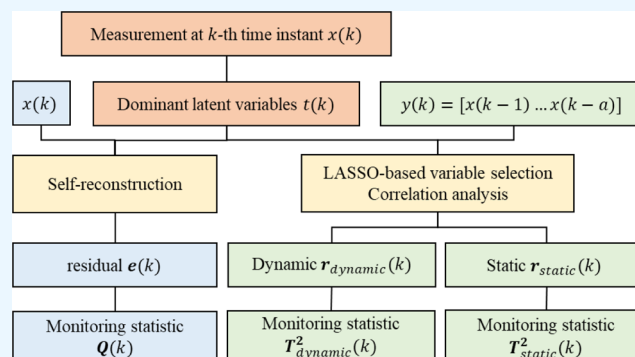 Measurement at k-th time instant x(k)
x(k)
Dominant latent variables t(k)
y(k) = [x(k − 1) … x(k − a)]
Self-reconstruction
LASSO-based variable selection
Correlation analysis
residual e(k)
Dynamic r_dynamic(k)
Static r_static(k)
Monitoring statistic
Q(k)
Monitoring statistic
T²_dynamic(k)
Monitoring statistic
T²_static(k)